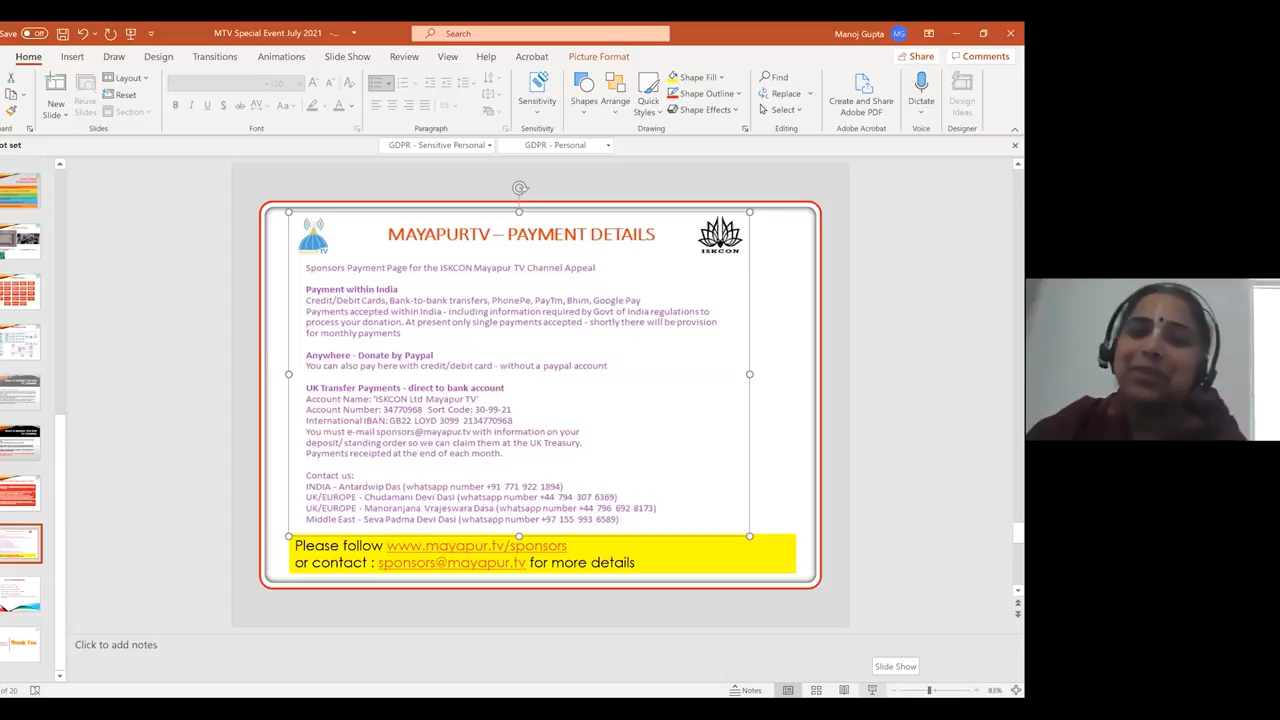 Save
Off
MTV Special Event July 2021 -...
Search
Manoj Gupta
MG
Home
Insert
Draw
Design
Transitions
Animations
Slide Show
Review
View
Help
Acrobat
Picture Format
Share
Comments
New
Slide
Reuse
Slides
Layout
Reset
Section
Sensitivity
Shapes
Arrange
Quick
Styles
Shape Fill
Shape Outline
Shape Effects
Find
Replace
Select
Create and Share
Adobe PDF
Dictate
Design
Ideas
Slides
Font
Paragraph
Sensitivity
Drawing
Editing
Adobe Acrobat
Voice
Designer
ot set
GDPR - Sensitive Personal
GDPR - Personal
MAYAPURTV – PAYMENT DETAILS
TV
ISKCON
Sponsors Payment Page for the ISKCON Mayapur TV Channel Appeal
Payment within India
Credit/Debit Cards, Bank-to-bank transfers, PhonePe, PayTm, Bhim, Google Pay
Payments accepted within India - including information required by Govt of India regulations to
process your donation. At present only single payments accepted - shortly there will be provision
for monthly payments
Anywhere - Donate by Paypal
You can also pay here with credit/debit card - without a paypal account
UK Transfer Payments - direct to bank account
Account Name: 'ISKCON Ltd Mayapur TV'
Account Number: 34770968 Sort Code: 30-99-21
International IBAN: GB22 LOYD 3099 2134770968
You must e-mail sponsors@mayapur.tv with information on your
deposit/ standing order so we can claim them at the UK Treasury.
Payments receipted at the end of each month.
Contact us:
INDIA - Antardwip Das (whatsapp number +91 771 922 1894)
UK/EUROPE - Chudamani Devi Dasi (whatsapp number +44 794 307 6369)
UK/EUROPE - Manoranjana Vrajeswara Dasa (whatsapp number +44 796 692 8173)
Middle East - Seva Padma Devi Dasi (whatsapp number +97 155 993 6589)
Please follow www.mayapur.tv/sponsors
or contact : sponsors@mayapur.tv for more details
Thank You
Click to add notes
Slide Show
of 20
Notes
83%